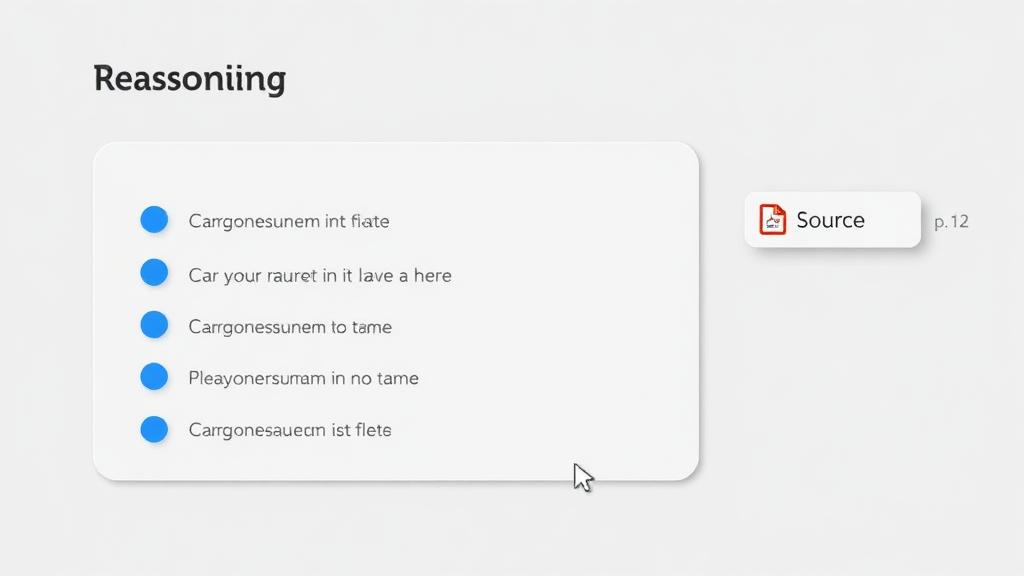 Reassoniing
Carrgonesunem int fiate
Car your rauret in it lave a here
Source
p.12
Carrgonessunem to tame
Pleayonersumam in no tame
Carrgonesauecm ist flete